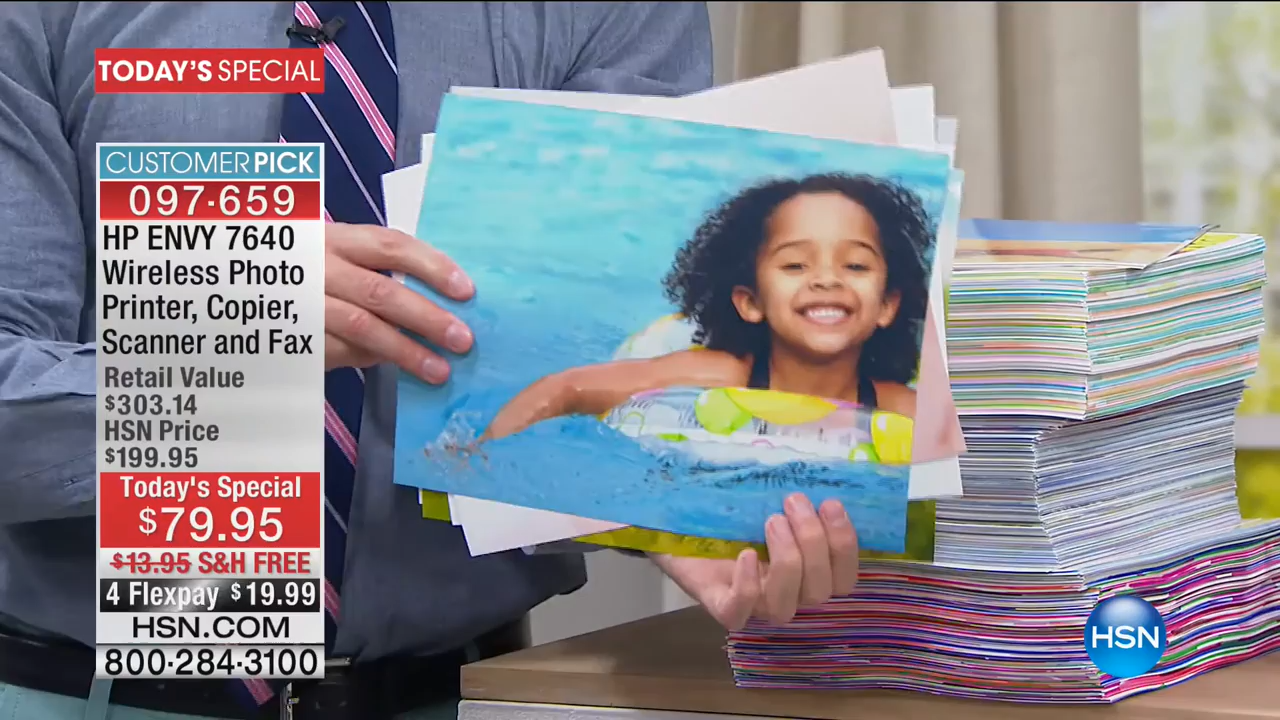 TODAY'S SPECIAL
CUSTOMER PICK
097-659
HP ENVY 7640
Wireless Photo
Printer, Copier,
Scanner and Fax
Retail Value
$303.14
HSN Price
$199.95
Today's Special
$79.95
$13.95 S&H FREE
4 Flexpay $19.99
HSN.COM
800-284-3100
HSN